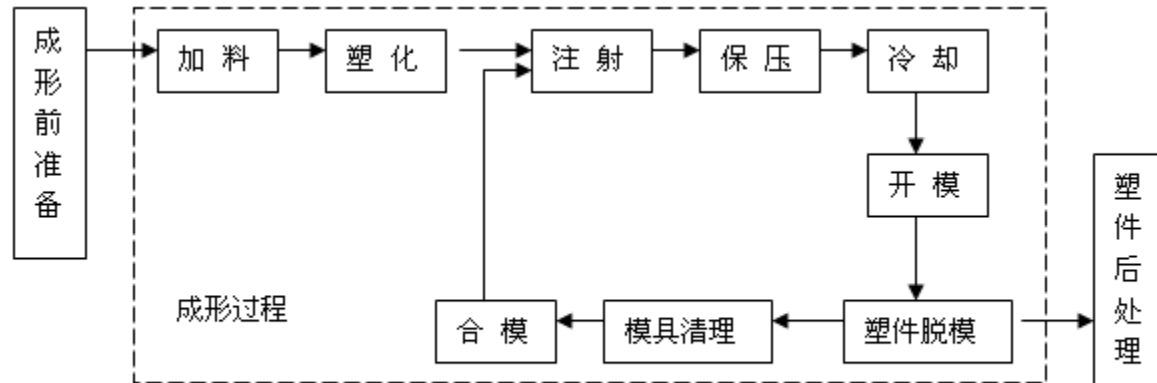 成形前准备
加料
塑化
注射
保压
冷却
开模
塑件后处理
成形过程
合模
模具清理
塑件脱模